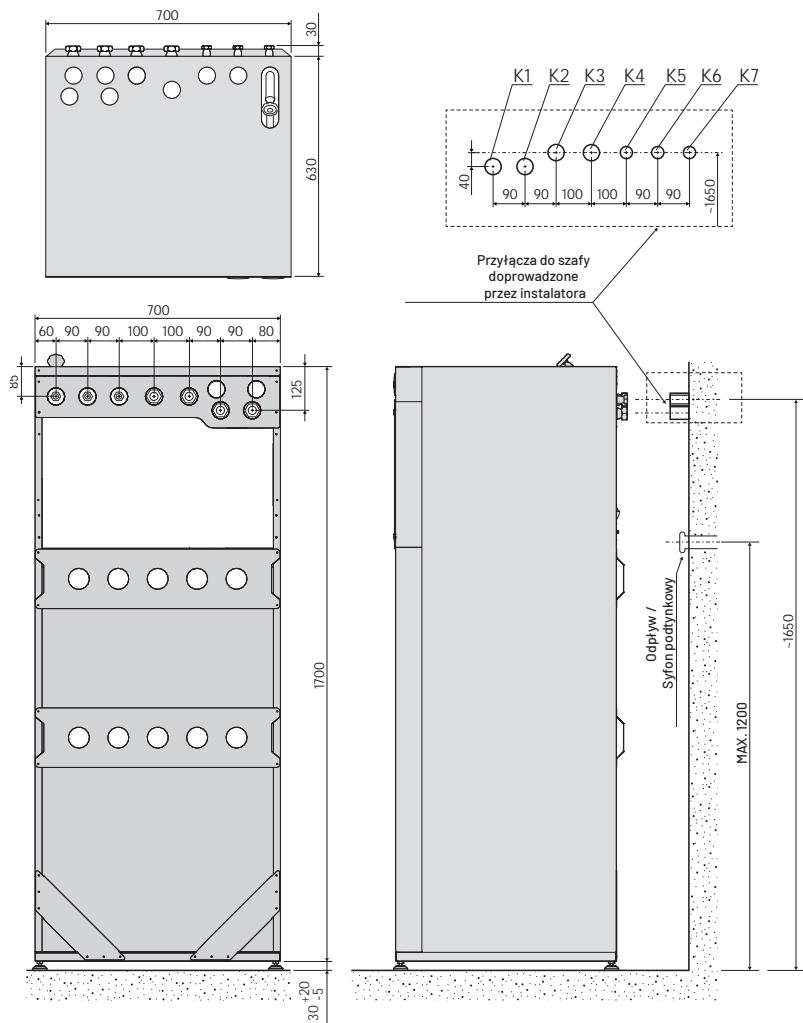 700
30
630
K1 K2 K3 K4 K5 K6 K7
40
90 90 100 100 90 90
~1650
Przyłącza do szafy
doprowadzone
przez instalatora
700
60 90 90 100 100 90 90 80
85
125
1700
30 +20 -5
Odpływ /
Syfon podtynkowy
MAX. 1200
~1650